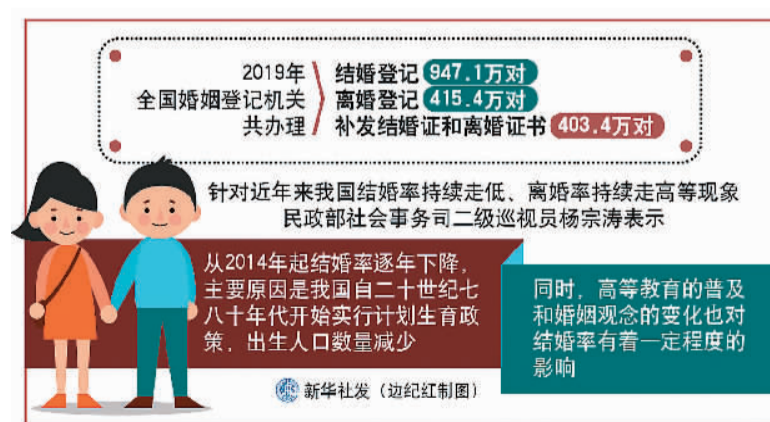 2019年
全国婚姻登记机关
共办理
结婚登记 947.1万对
离婚登记 415.4万对
补发结婚证和离婚证书 403.4万对
针对近年来我国结婚率持续走低、离婚率持续走高等现象
民政部社会事务司二级巡视员杨宗涛表示
从2014年起结婚率逐年下降，
主要原因是我国自二十世纪七
八十年代开始实行计划生育政
策，出生人口数量减少
同时，高等教育的普及
和婚姻观念的变化也对
结婚率有着一定程度的
影响
新华社发（边纪红制图）